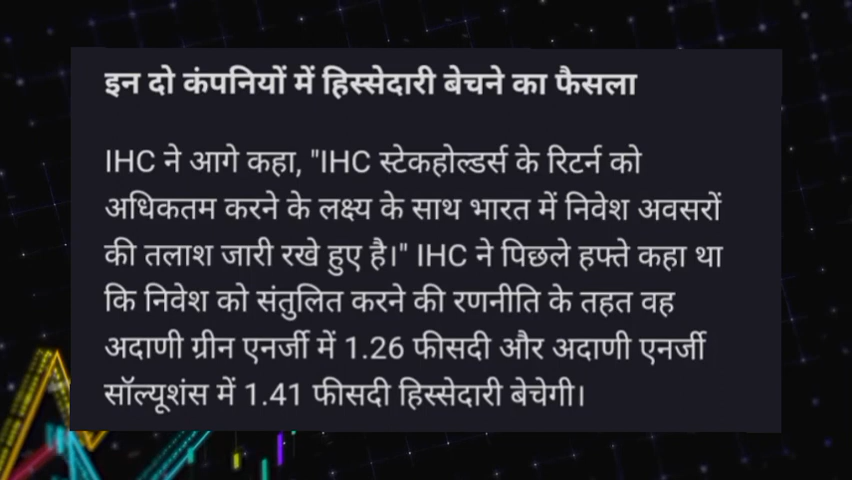 इन दो कंपनियों में हिस्सेदारी बेचने का फैसला
IHC ने आगे कहा, "IHC स्टेकहोल्डर्स के रिटर्न को
अधिकतम करने के लक्ष्य के साथ भारत में निवेश अवसरों
की तलाश जारी रखे हुए है।" IHC ने पिछले हफ्ते कहा था
कि निवेश को संतुलित करने की रणनीति के तहत वह
अदाणी ग्रीन एनर्जी में 1.26 फीसदी और अदाणी एनर्जी
सॉल्यूशंस में 1.41 फीसदी हिस्सेदारी बेचेगी।